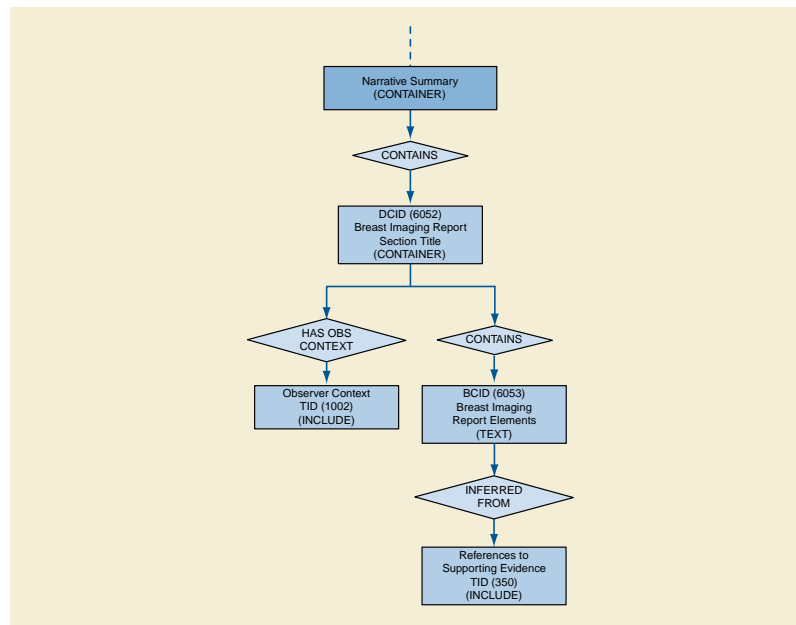 Narrative Summary
(CONTAINER)
CONTAINS
DCID (6052)
Breast Imaging Report
Section Title
(CONTAINER)
HAS OBS
CONTEXT
CONTAINS
Observer Context
TID (1002)
(INCLUDE)
BCID (6053)
Breast Imaging
Report Elements
(TEXT)
INFERRED
FROM
References to
Supporting Evidence
TID (350)
(INCLUDE)